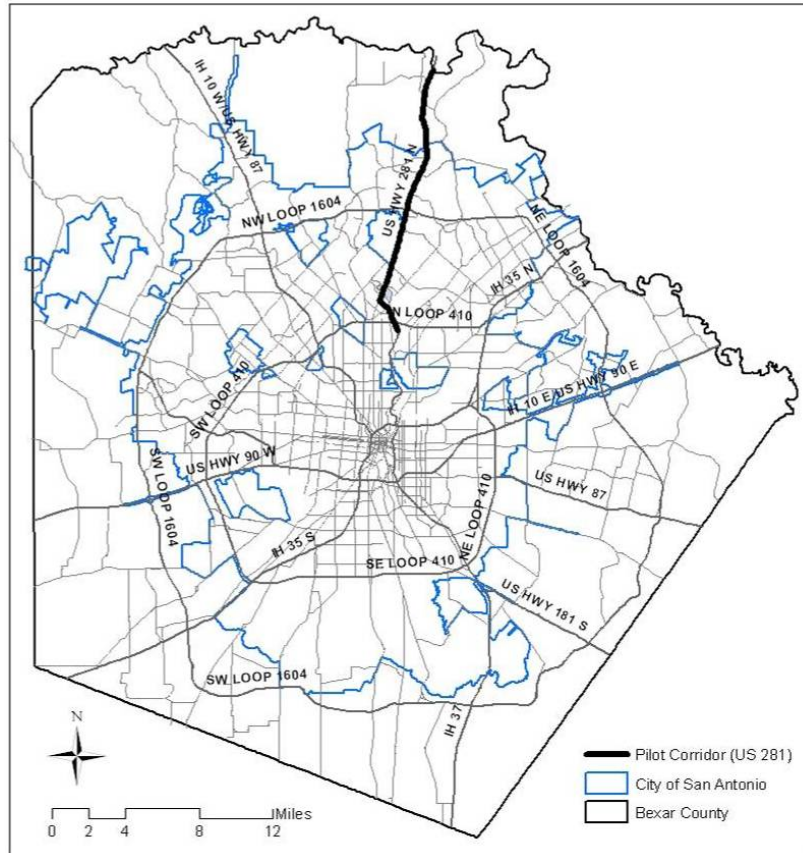 IH 10 W/US HWY 87
US HWY 281 N
NW LOOP 1604
NE LOOP 1604
IH 35 N
N LOOP 410
SW LOOP 410
IH 10 E US HWY 90 E
US HWY 90 W
US HWY 87
SW LOOP 1604
NE LOOP 410
IH 35 S
SE LOOP 410
US HWY 181 S
SW LOOP 1604
IH 37
N
Pilot Corridor (US 281)
City of San Antonio
Bexar County
Miles
0 2 4 8 12